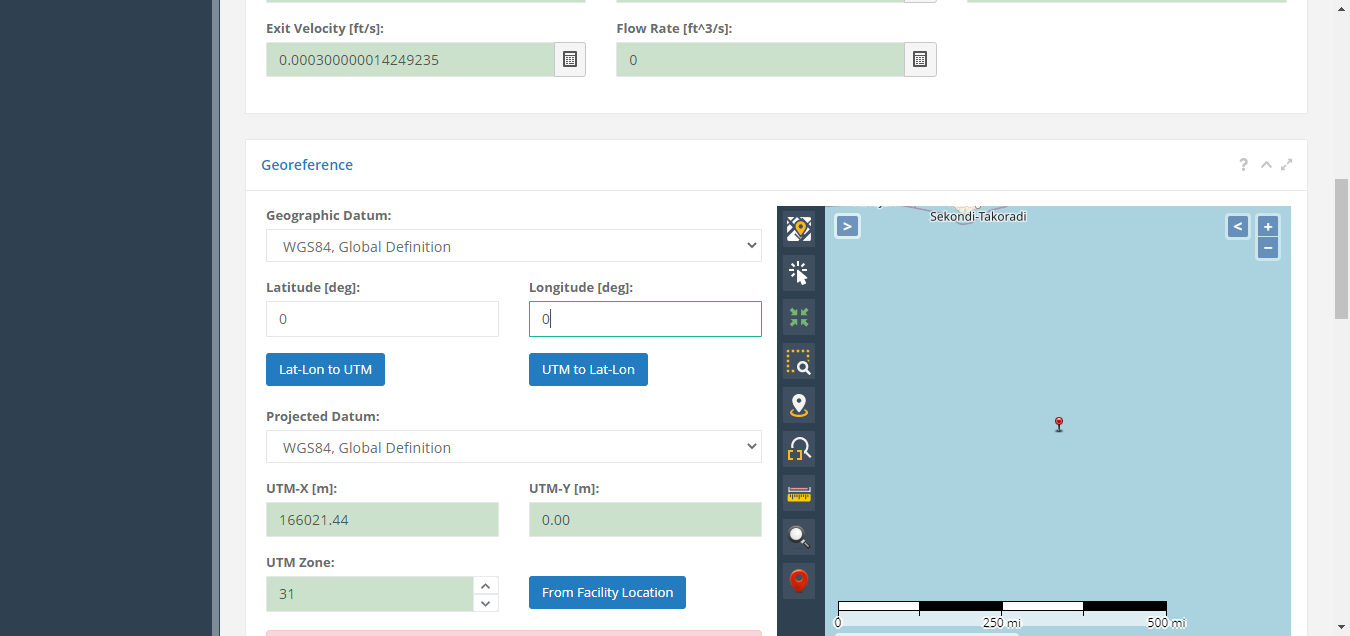 Exit Velocity [ft/s]:
Flow Rate [ft^3/s]:
0.000300000014249235
0
Georeference
?
Geographic Datum:
WGS84, Global Definition
Latitude [deg]:
Longitude [deg]:
0
0
Lat-Lon to UTM
UTM to Lat-Lon
Projected Datum:
WGS84, Global Definition
UTM-X [m]:
UTM-Y [m]:
166021.44
0.00
UTM Zone:
31
From Facility Location
Sekondi-Takoradi
>
<
+
−
0
250 mi
500 mi